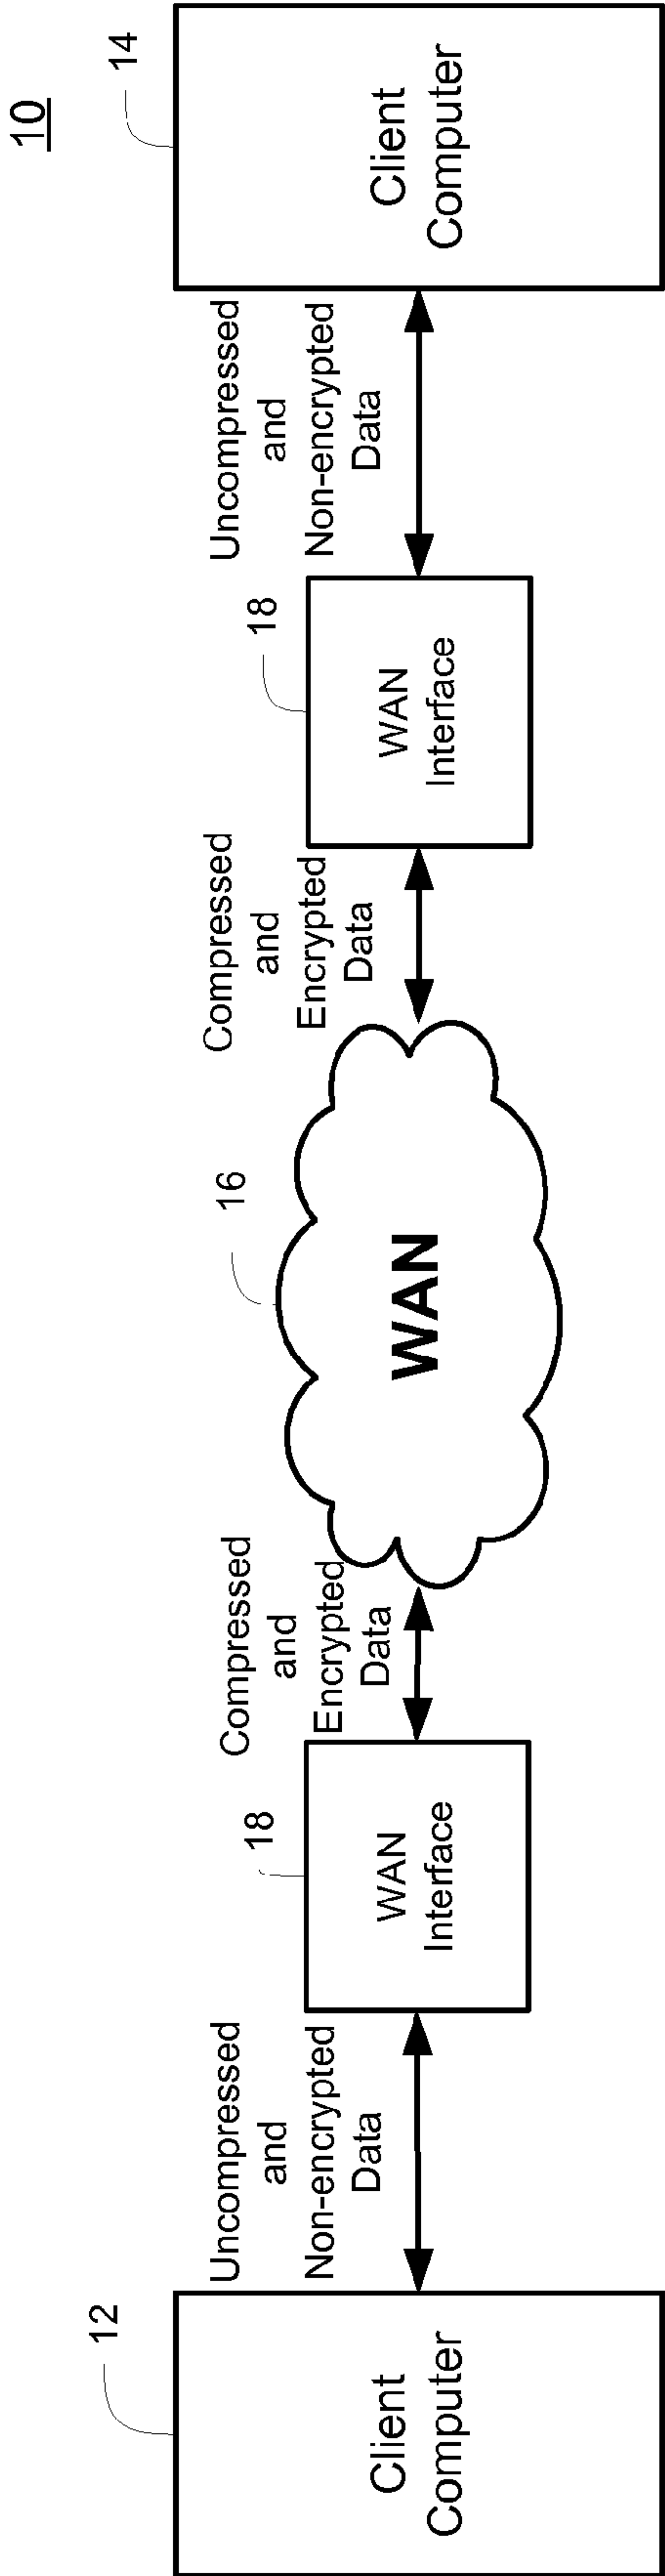 10
12
Client
Computer
Uncompressed
and
Non-encrypted
Data
18
WAN
Interface
Compressed
and
Encrypted
Data
16
WAN
Compressed
and
Encrypted
Data
18
WAN
Interface
Uncompressed
and
Non-encrypted
Data
14
Client
Computer